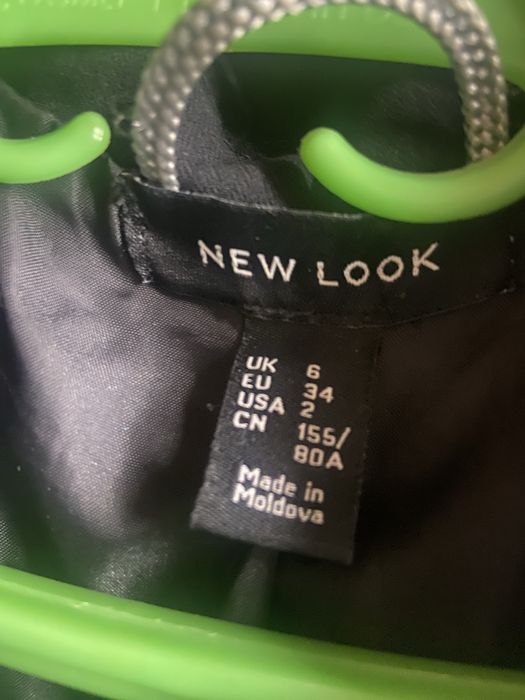 NEW LOOK
UK 6
EU 34
USA 2
CN 155/
80A
Made in
Moldova